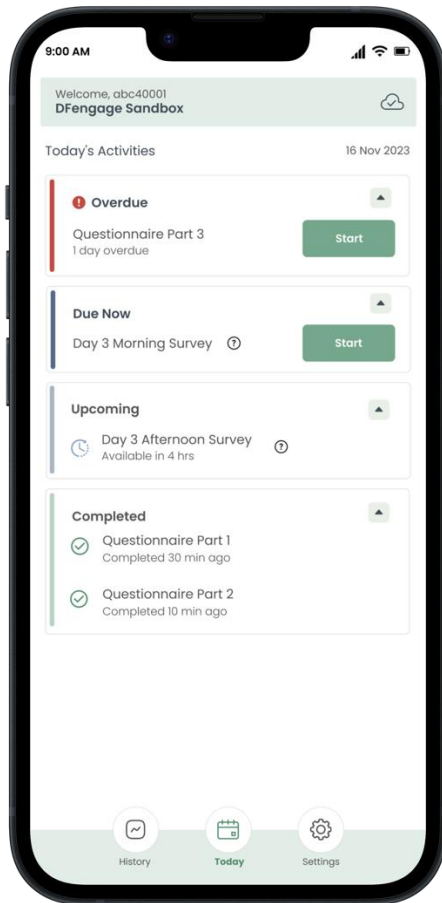 9:00 AM
Welcome, abc40001
DFengage Sandbox
Today's Activities
16 Nov 2023
Overdue
Questionnaire Part 3
1 day overdue
Start
Due Now
Day 3 Morning Survey
Start
Upcoming
Day 3 Afternoon Survey
Available in 4 hrs
Completed
Questionnaire Part 1
Completed 30 min ago
Questionnaire Part 2
Completed 10 min ago
History
Today
Settings